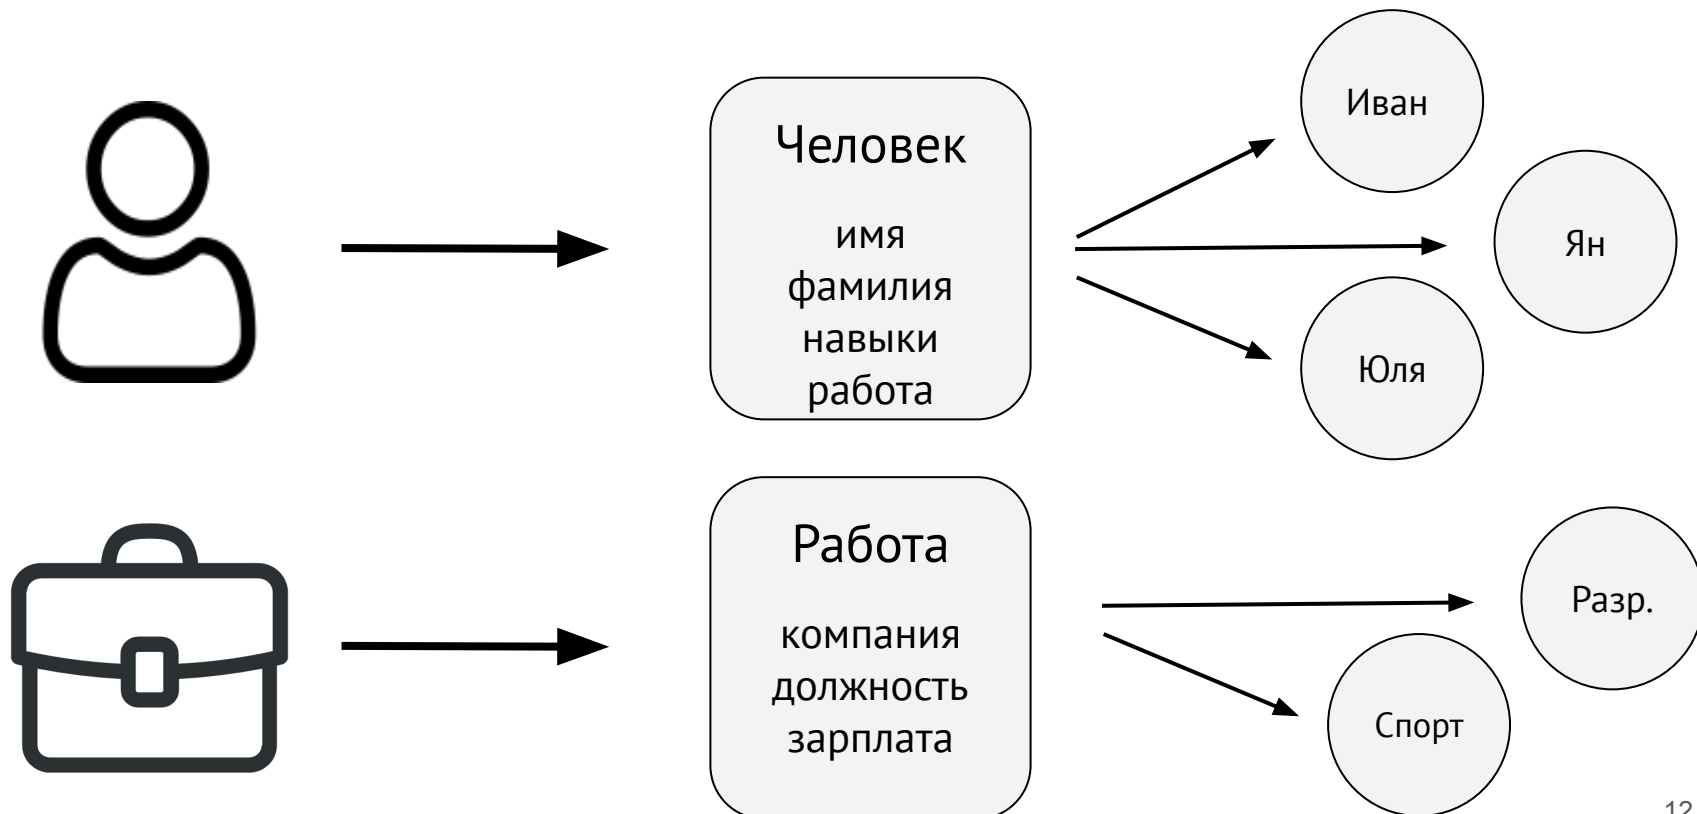 Человек
имя
фамилия
навыки
работа
Иван
Ян
Юля
Работа
компания
должность
зарплата
Разр.
Спорт
12